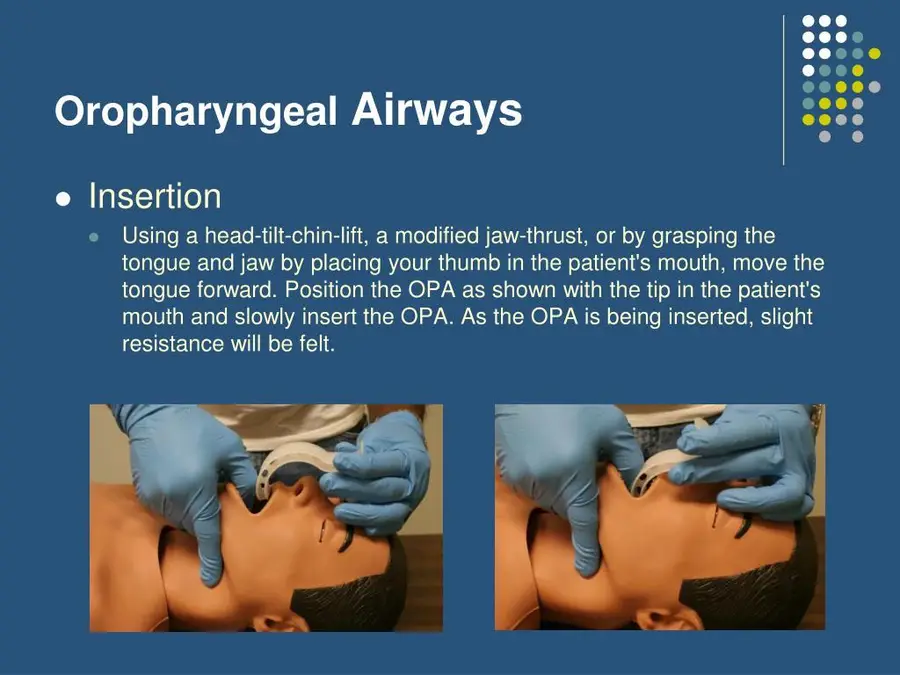 Oropharyngeal Airways
Insertion
Using a head-tilt-chin-lift, a modified jaw-thrust, or by grasping the
tongue and jaw by placing your thumb in the patient's mouth, move the
tongue forward. Position the OPA as shown with the tip in the patient's
mouth and slowly insert the OPA. As the OPA is being inserted, slight
resistance will be felt.